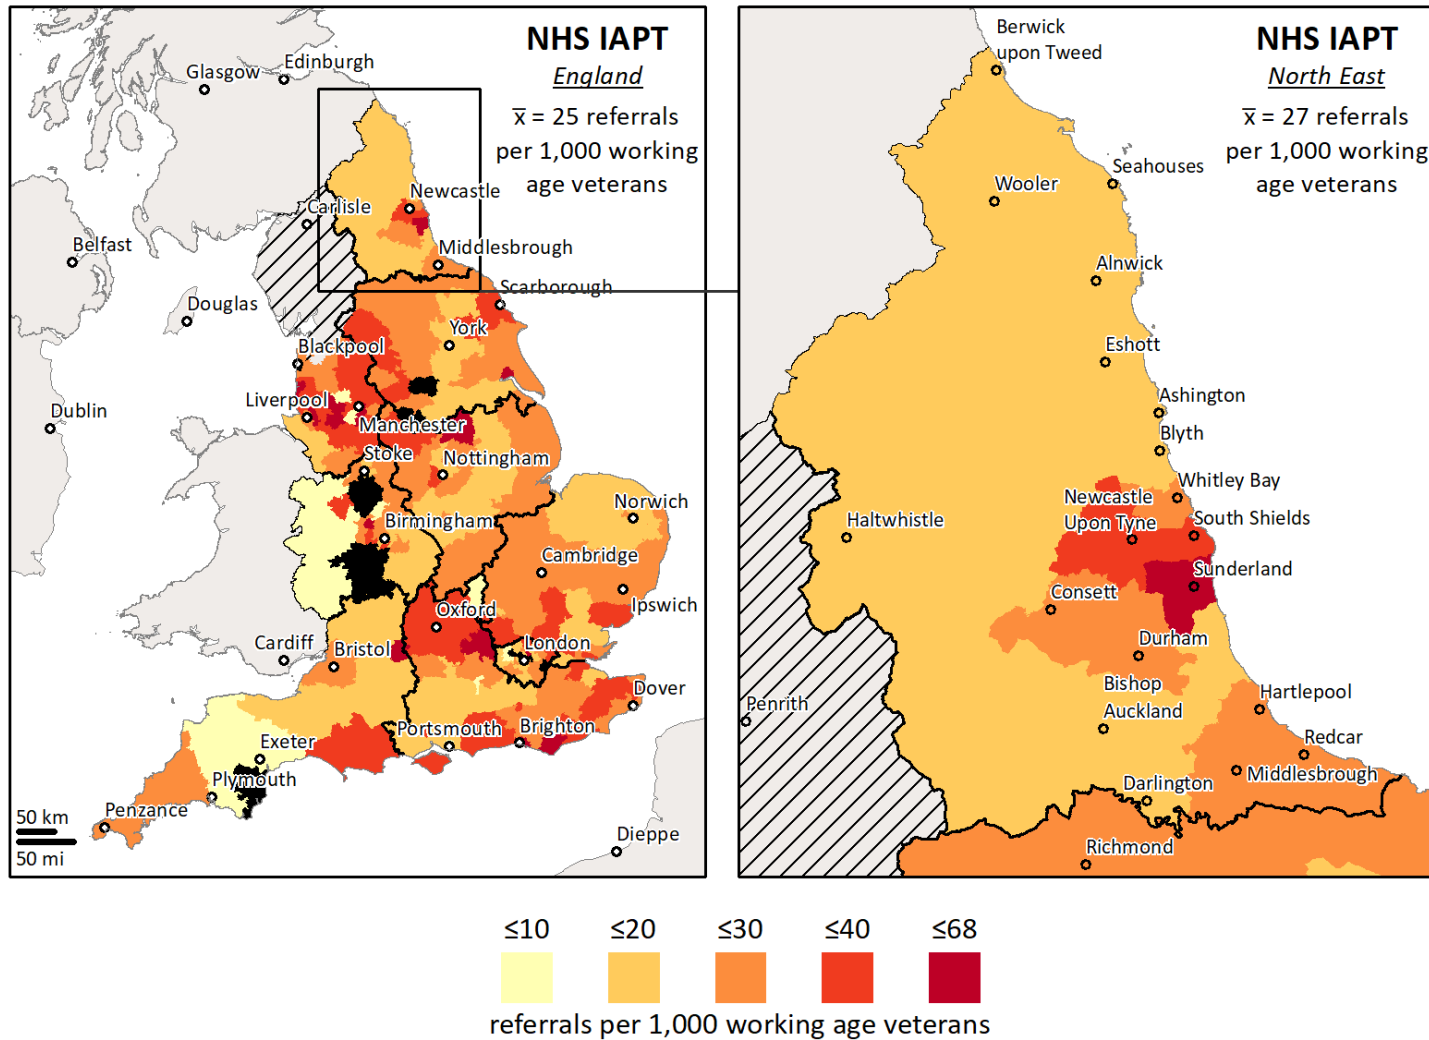 NHS IAPT
England
x̅ = 25 referrals
per 1,000 working
age veterans
Glasgow
Edinburgh
Newcastle
Carlisle
Belfast
Middlesbrough
Scarborough
Douglas
York
Blackpool
Liverpool
Dublin
Manchester
Stoke
Nottingham
Norwich
Birmingham
Cambridge
Ipswich
Oxford
Cardiff
Bristol
London
Dover
Portsmouth
Brighton
Exeter
Plymouth
Penzance
50 km
50 mi
Dieppe
NHS IAPT
North East
x̅ = 27 referrals
per 1,000 working
age veterans
Berwick
upon Tweed
Seahouses
Wooler
Alnwick
Eshott
Ashington
Blyth
Whitley Bay
Newcastle
Upon Tyne
South Shields
Haltwhistle
Sunderland
Consett
Durham
Bishop
Auckland
Hartlepool
Penrith
Redcar
Middlesbrough
Darlington
Richmond
≤10 ≤20 ≤30 ≤40 ≤68
referrals per 1,000 working age veterans